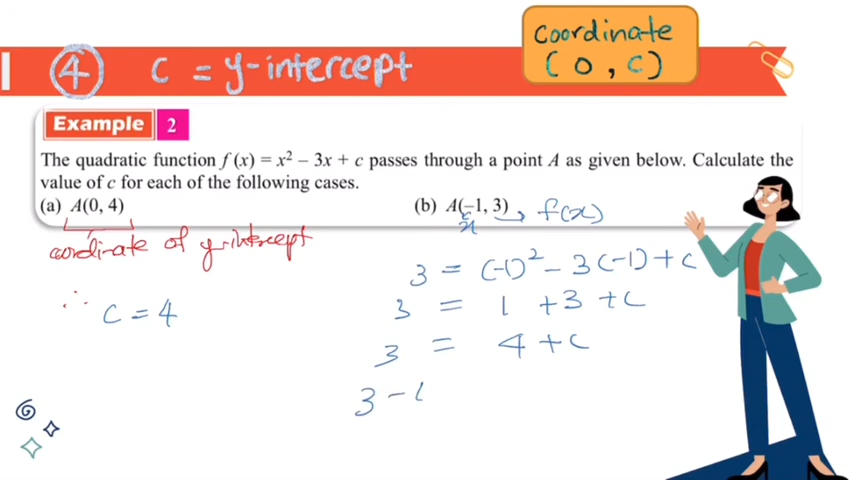 coordinate
(0, c)
④ c = y-intercept
Example 2
The quadratic function f(x) = x² – 3x + c passes through a point A as given below. Calculate the
value of c for each of the following cases.
(a) A(0, 4)
(b) A(–1, 3) → f(x)
x
coordinate of y-intercept
∴ c = 4
3 = (-1)² - 3(-1) + c
3 = 1 + 3 + c
3 = 4 + c
3 -